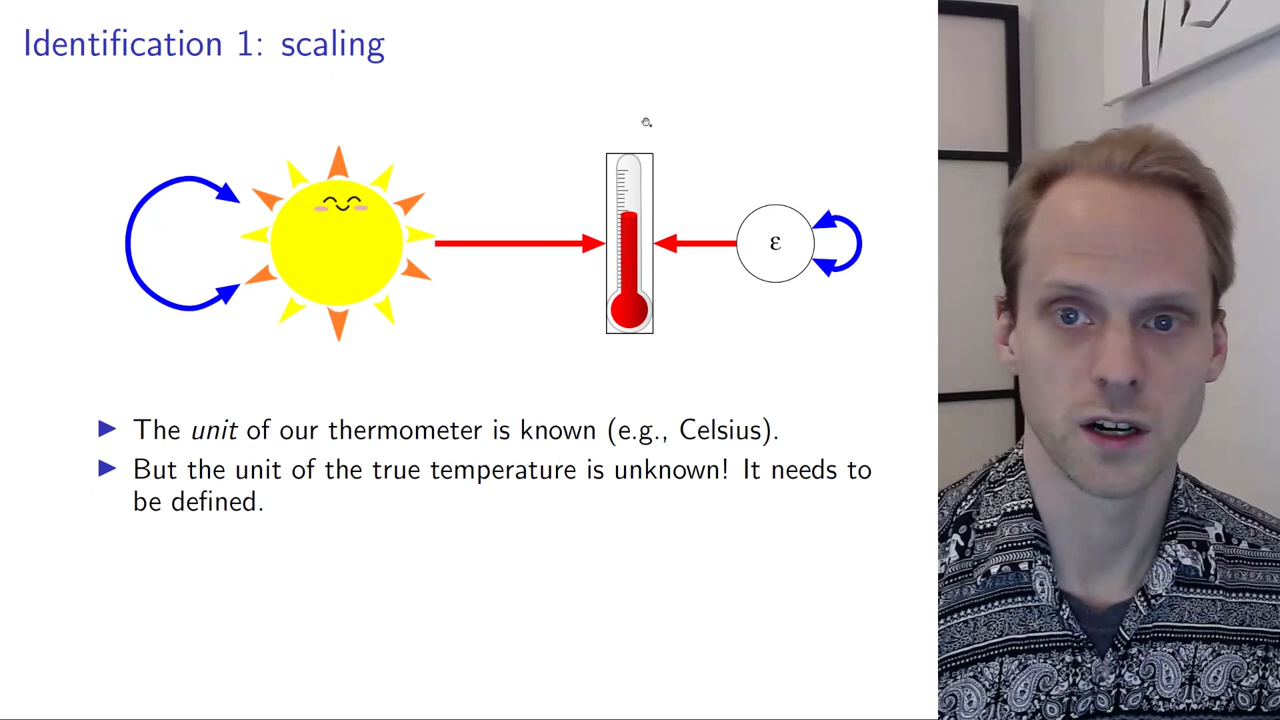 Identification 1: scaling
ε
The unit of our thermometer is known (e.g., Celsius).
But the unit of the true temperature is unknown! It needs to
be defined.